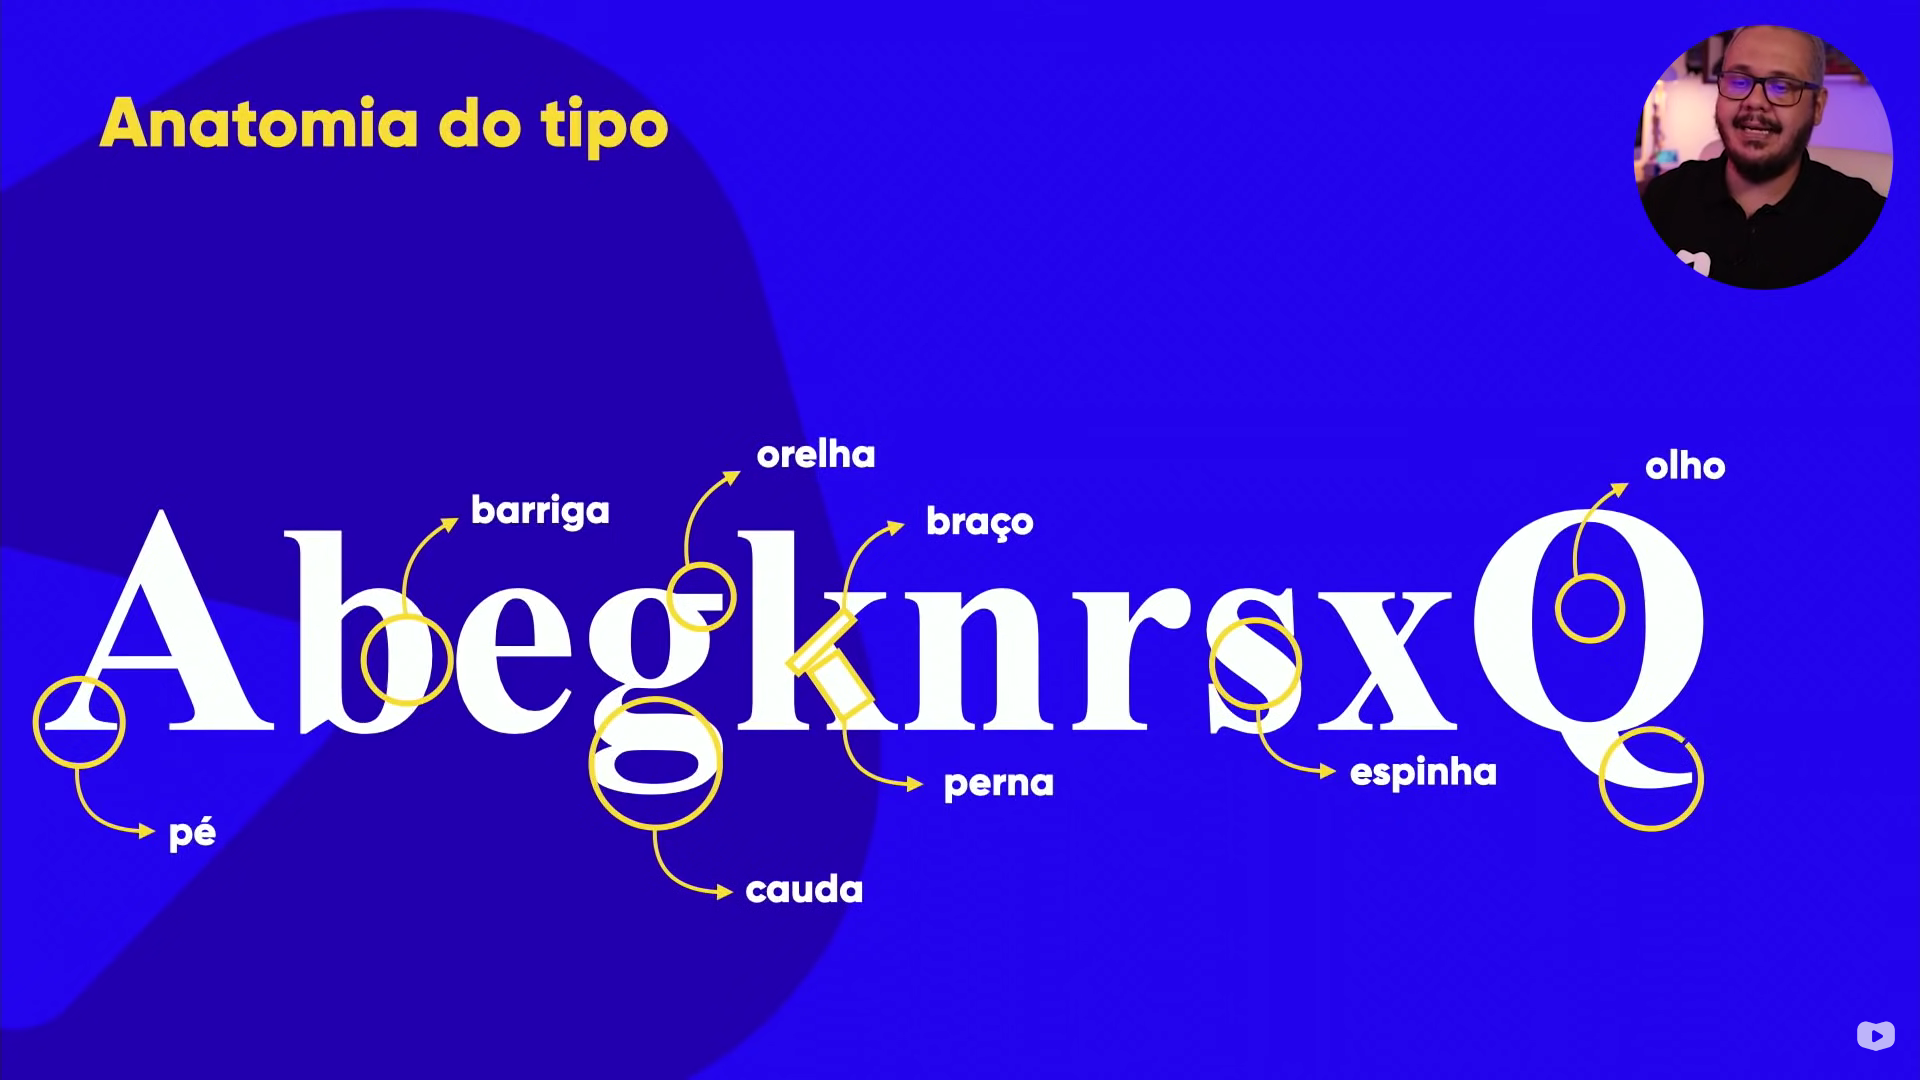 Anatomia do tipo
orelha
olho
barriga
braço
AbegknrsxQ
espinha
perna
pé
cauda